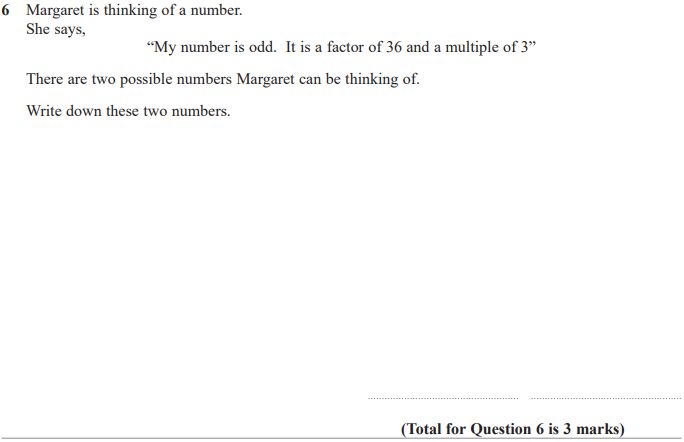 6 Margaret is thinking of a number.
She says,
“My number is odd. It is a factor of 36 and a multiple of 3”
There are two possible numbers Margaret can be thinking of.
Write down these two numbers.
(Total for Question 6 is 3 marks)